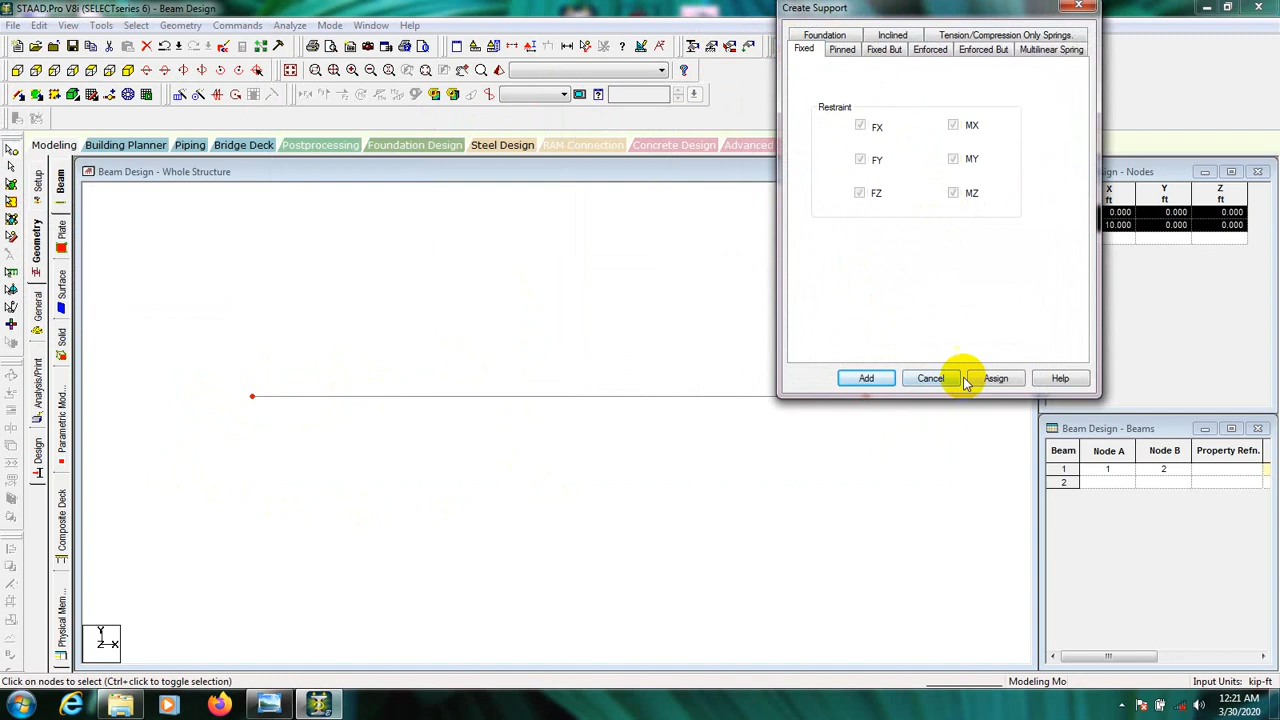 STAAD.Pro V8i (SELECTseries 6) - Beam Design
File Edit View Tools Select Geometry Commands Analyze Mode Window Help
Create Support
Foundation Inclined Tension/Compression Only Springs.
Fixed Pinned Fixed But Enforced Enforced But Multilinear Spring
Restraint
FX MX
FY MY
FZ MZ
Add Cancel Assign Help
Modeling Building Planner Piping Bridge Deck Postprocessing Foundation Design Steel Design RAM Connection Concrete Design Advanced
Setup
Geometry
General
Analysis/Print
Design
Beam
Plate
Surface
Solid
Parametric Mod...
Composite Deck
Physical Mem...
Beam Design - Whole Structure
sign - Nodes
X Y Z
ft ft ft
0.000 0.000 0.000
10.000 0.000 0.000
Beam Design - Beams
Beam Node A Node B Property Refn.
1 1 2
2
Y
Z X
Click on nodes to select (Ctrl+click to toggle selection)
Modeling Mo
Input Units: kip-ft
12:21 AM
3/30/2020